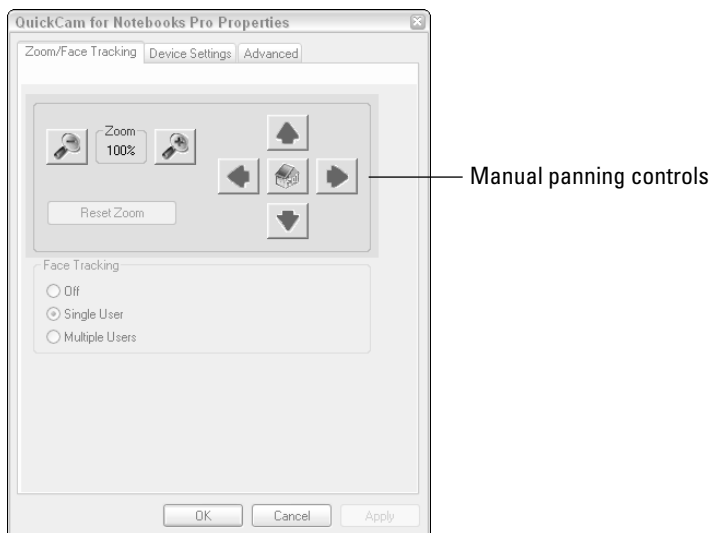 QuickCam for Notebooks Pro Properties
Zoom/Face Tracking Device Settings Advanced
Zoom
100%
Reset Zoom
Manual panning controls
Face Tracking
Off
Single User
Multiple Users
OK Cancel Apply